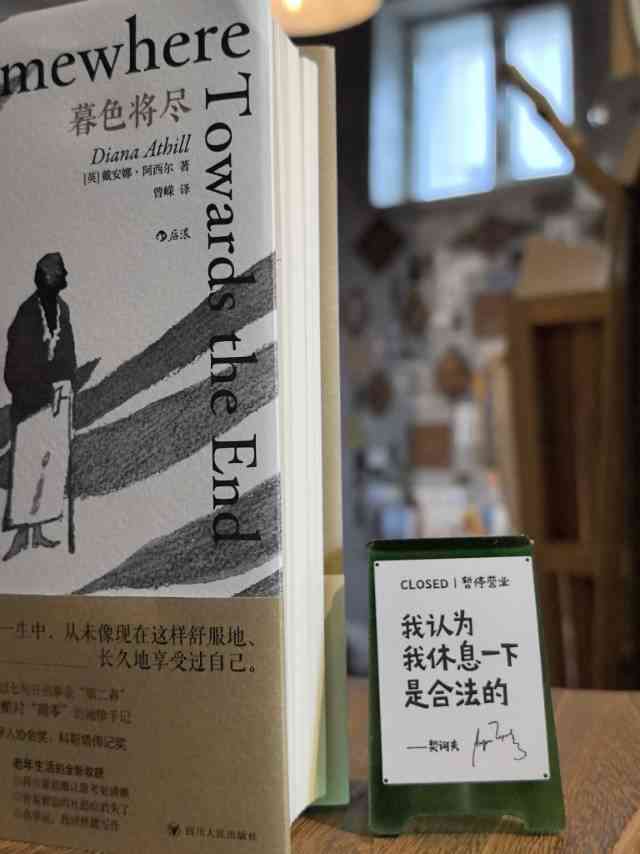 mewhere
Towards the End
暮色将尽
Diana Athill
[英]戴安娜·阿西尔 著
曾嵘 译
后浪
一生中,从未像现在这样舒服地、
长久地享受过自己。
老年生活的全新收获
四川人民出版社
CLOSED | 暂停营业
我认为
我休息一下
是合法的
——契诃夫